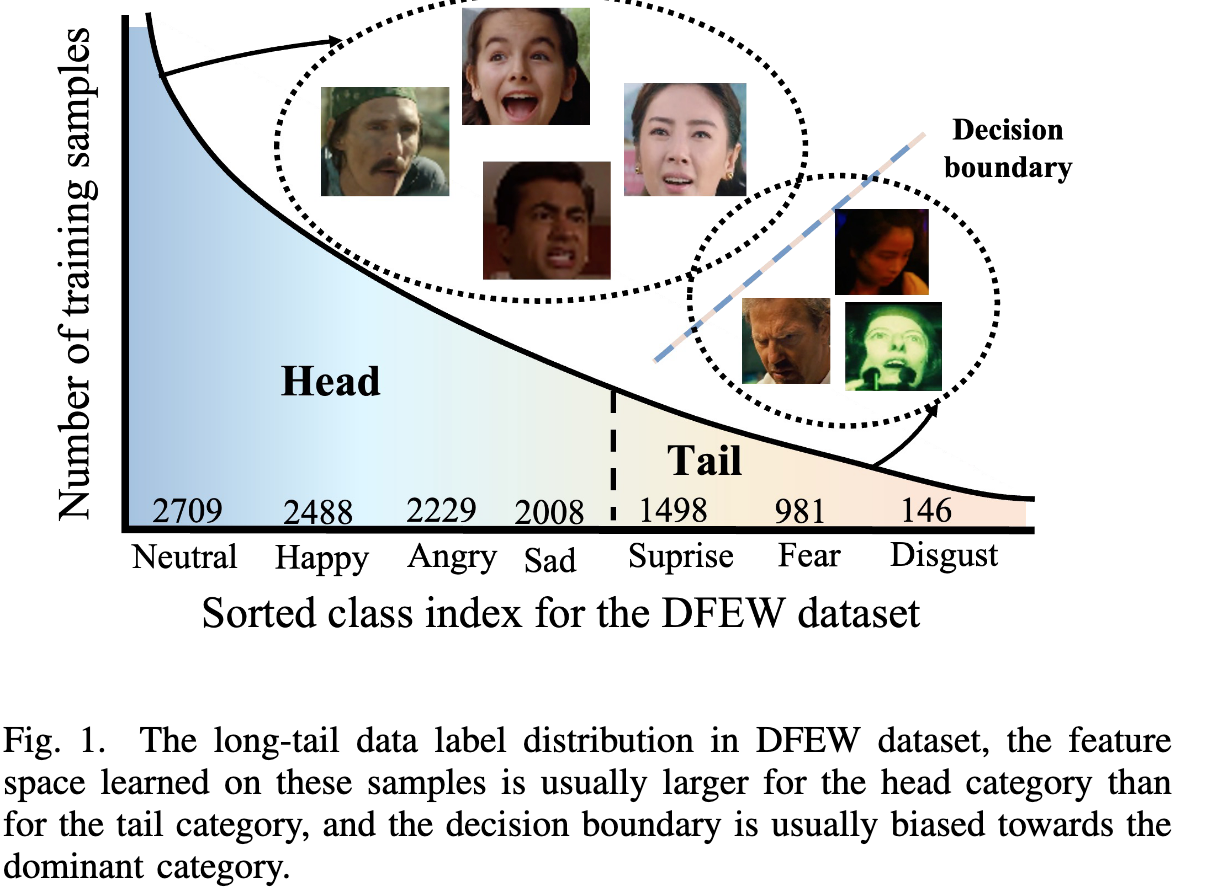 Number of training samples
Decision
boundary
Head
Tail
2709 2488 2229 2008 1498 981 146
Neutral Happy Angry Sad Suprise Fear Disgust
Sorted class index for the DFEW dataset
Fig. 1. The long-tail data label distribution in DFEW dataset, the feature
space learned on these samples is usually larger for the head category than
for the tail category, and the decision boundary is usually biased towards the
dominant category.